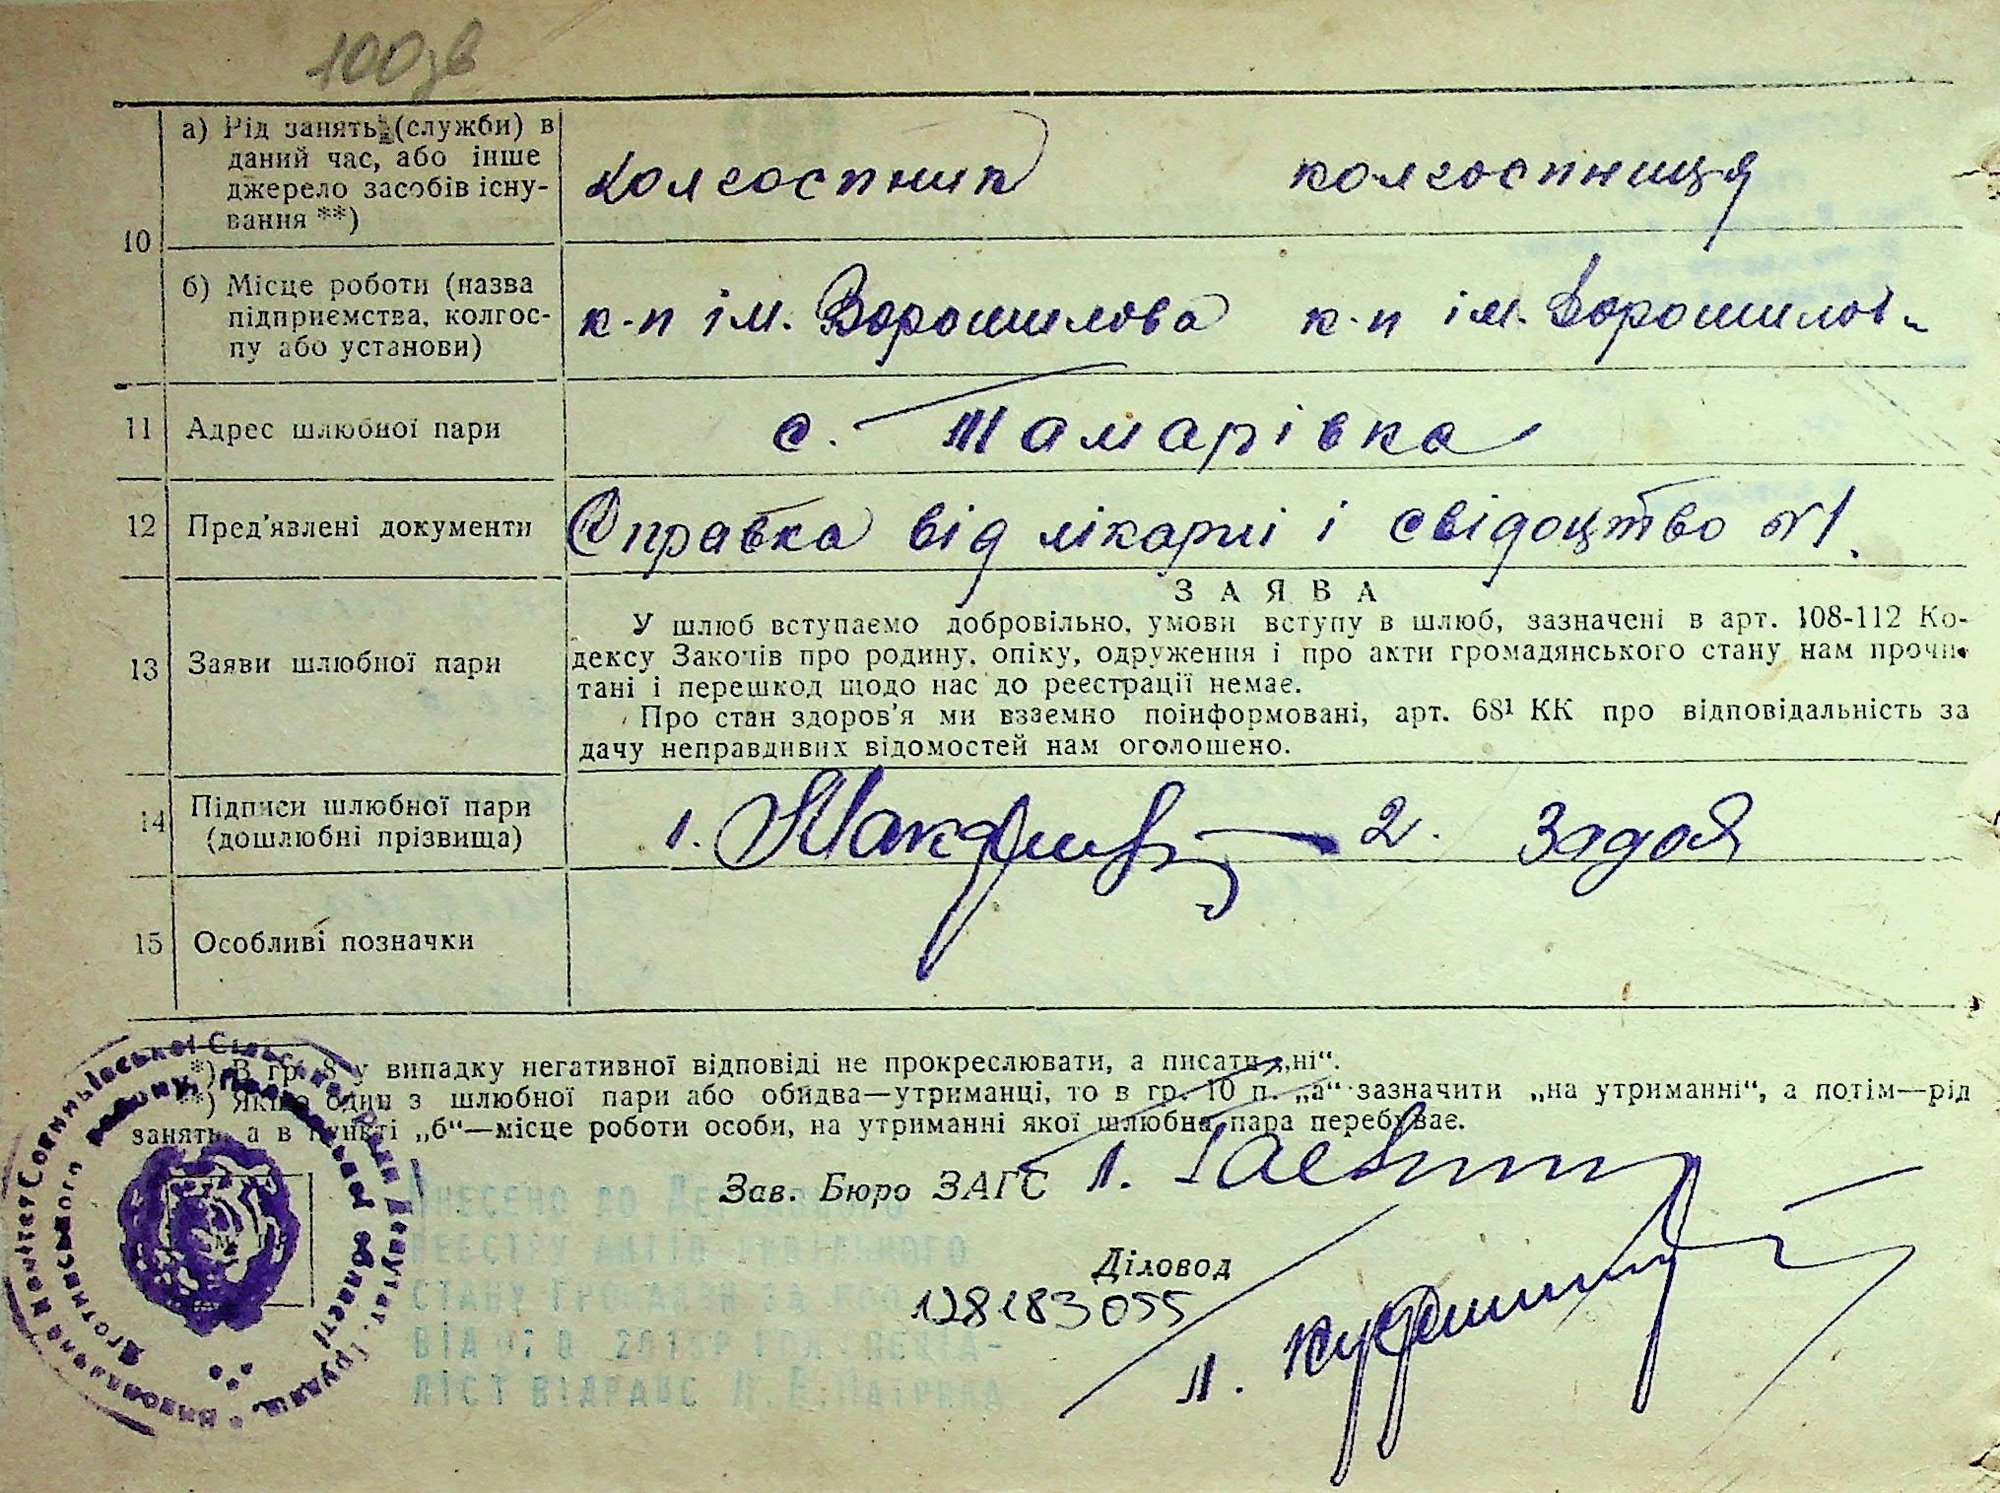 100 зв
а) Рід занять (служби) в
даний час, або інше
джерело засобів існу-
вання **)
колгоспник колгоспниця
10
б) Місце роботи (назва
підприємства, колгос-
пу або установи)
к-п ім. Ворошилова к-п ім. Ворошилов
11 Адрес шлюбної пари с. Тамарівка
12 Пред'явлені документи Справка від лікарні і свідоцтво №1.
ЗАЯВА
У шлюб вступаємо добровільно, умови вступу в шлюб, зазначені в арт. 108-112 Ко-
13 Заяви шлюбної пари дексу Законів про родину, опіку, одруження і про акти громадянського стану нам прочи-
тані і перешкод щодо нас до реєстрації немає.
Про стан здоров'я ми взаємно поінформовані, арт. 68¹ КК про відповідальність за
дачу неправдивих відомостей нам оголошено.
14 Підписи шлюбної пари
(дошлюбні прізвища)
1. 2. Задоя
15 Особливі позначки
*) В гр. 8 у випадку негативної відповіді не прокреслювати, а писати „ні“.
**) Якщо один з шлюбної пари або обидва—утриманці, то в гр. 10 п. „а“ зазначити „на утриманні“, а потім—рід
занять, а в пункті „б“—місце роботи особи, на утриманні якої шлюбна пара перебуває.
Зав. Бюро ЗАГС
Діловод
128183055